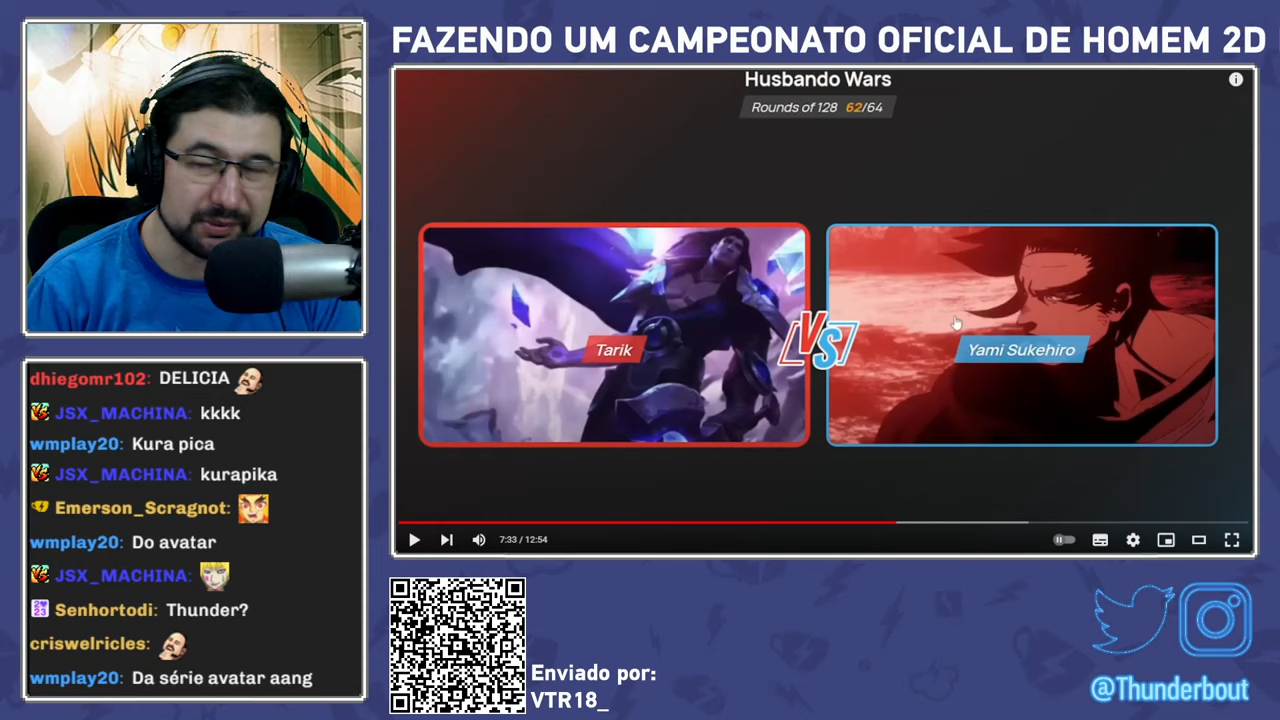 FAZENDO UM CAMPEONATO OFICIAL DE HOMEM 2D
Husbando Wars
Rounds of 128 62/64
Tarik
VS
Yami Sukehiro
7:33 / 12:54
dhiegomr102: DELICIA
JSX_MACHINA: kkkk
wmplay20: Kura pica
JSX_MACHINA: kurapika
Emerson_Scragnot:
wmplay20: Do avatar
JSX_MACHINA:
Senhortodi: Thunder?
criswelricles:
wmplay20: Da série avatar aang
Enviado por:
VTR18_
@Thunderbout